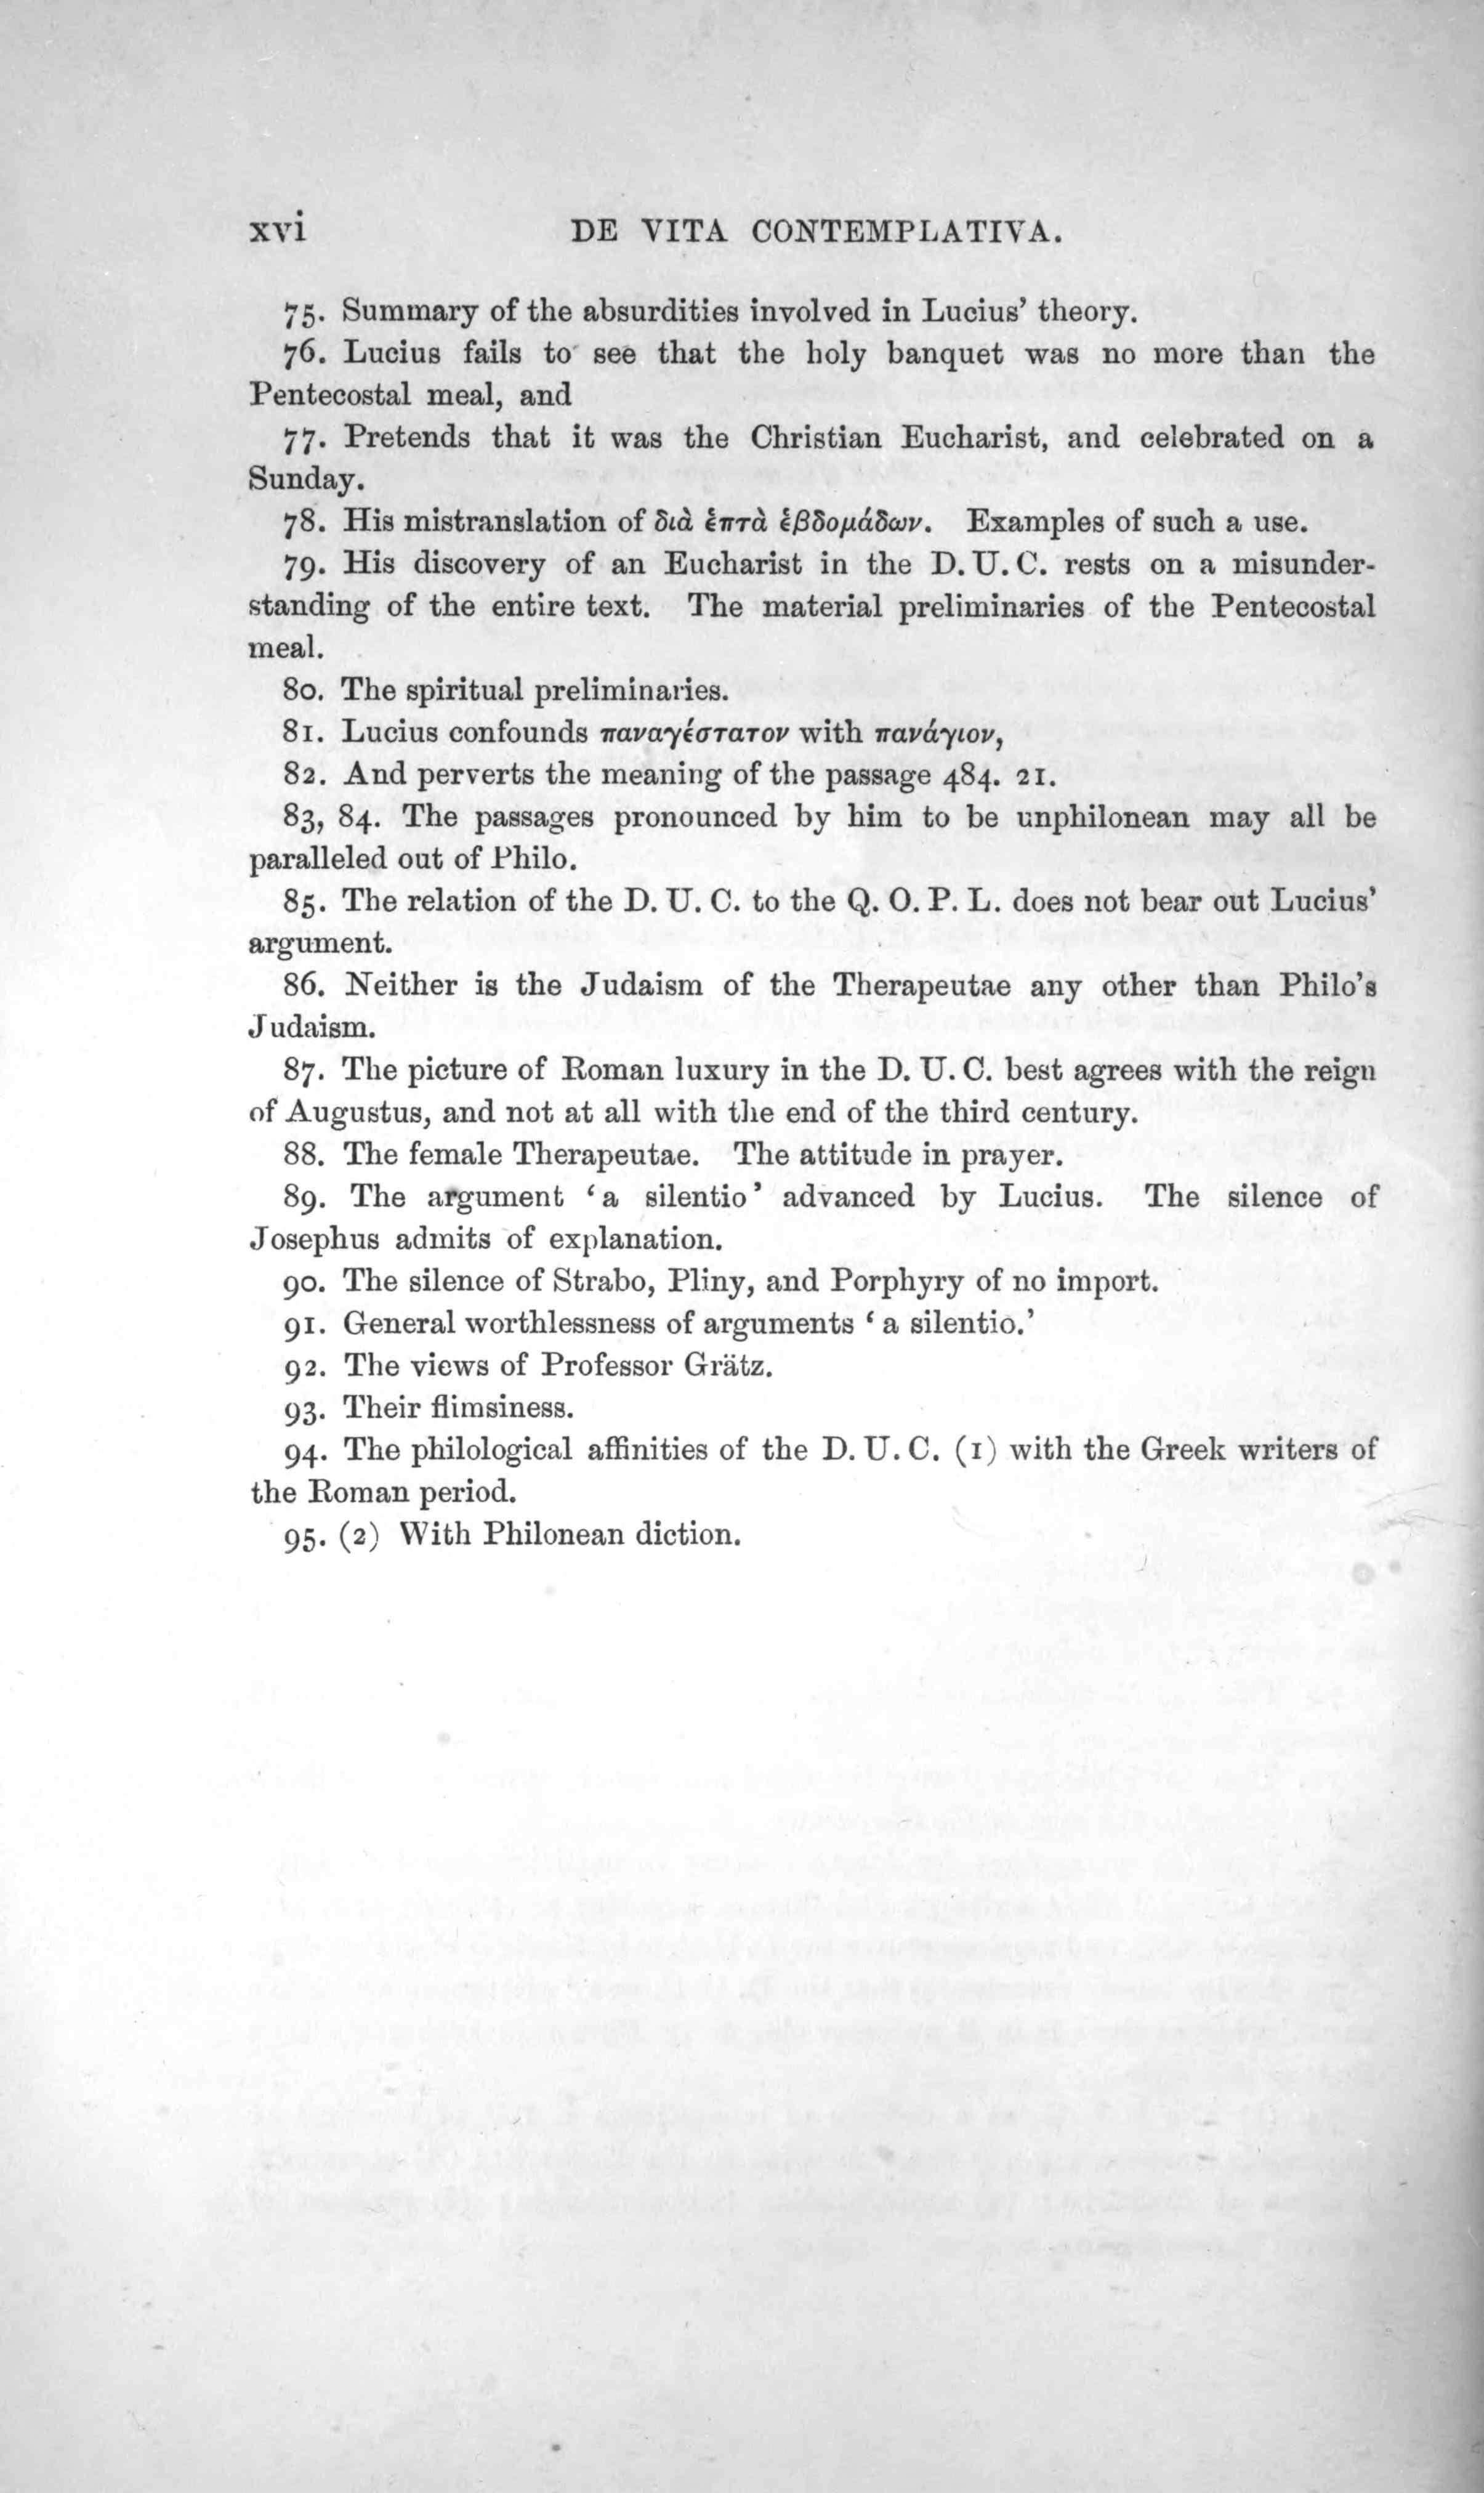 xvi DE VITA CONTEMPLATIVA.
75. Summary of the absurdities involved in Lucius’ theory.
76. Lucius fails to see that the holy banquet was no more than the
Pentecostal meal, and
77. Pretends that it was the Christian Eucharist, and celebrated on a
Sunday.
78. His mistranslation of διὰ ἑπτὰ ἑβδομάδων. Examples of such a use.
79. His discovery of an Eucharist in the D. U. C. rests on a misunder-
standing of the entire text. The material preliminaries of the Pentecostal
meal.
80. The spiritual preliminaries.
81. Lucius confounds παναγέστατον with πανάγιον,
82. And perverts the meaning of the passage 484. 21.
83, 84. The passages pronounced by him to be unphilonean may all be
paralleled out of Philo.
85. The relation of the D. U. C. to the Q. O. P. L. does not bear out Lucius’
argument.
86. Neither is the Judaism of the Therapeutae any other than Philo’s
Judaism.
87. The picture of Roman luxury in the D. U. C. best agrees with the reign
of Augustus, and not at all with the end of the third century.
88. The female Therapeutae. The attitude in prayer.
89. The argument ‘a silentio’ advanced by Lucius. The silence of
Josephus admits of explanation.
90. The silence of Strabo, Pliny, and Porphyry of no import.
91. General worthlessness of arguments ‘a silentio.’
92. The views of Professor Grätz.
93. Their flimsiness.
94. The philological affinities of the D. U. C. (1) with the Greek writers of
the Roman period.
95. (2) With Philonean diction.